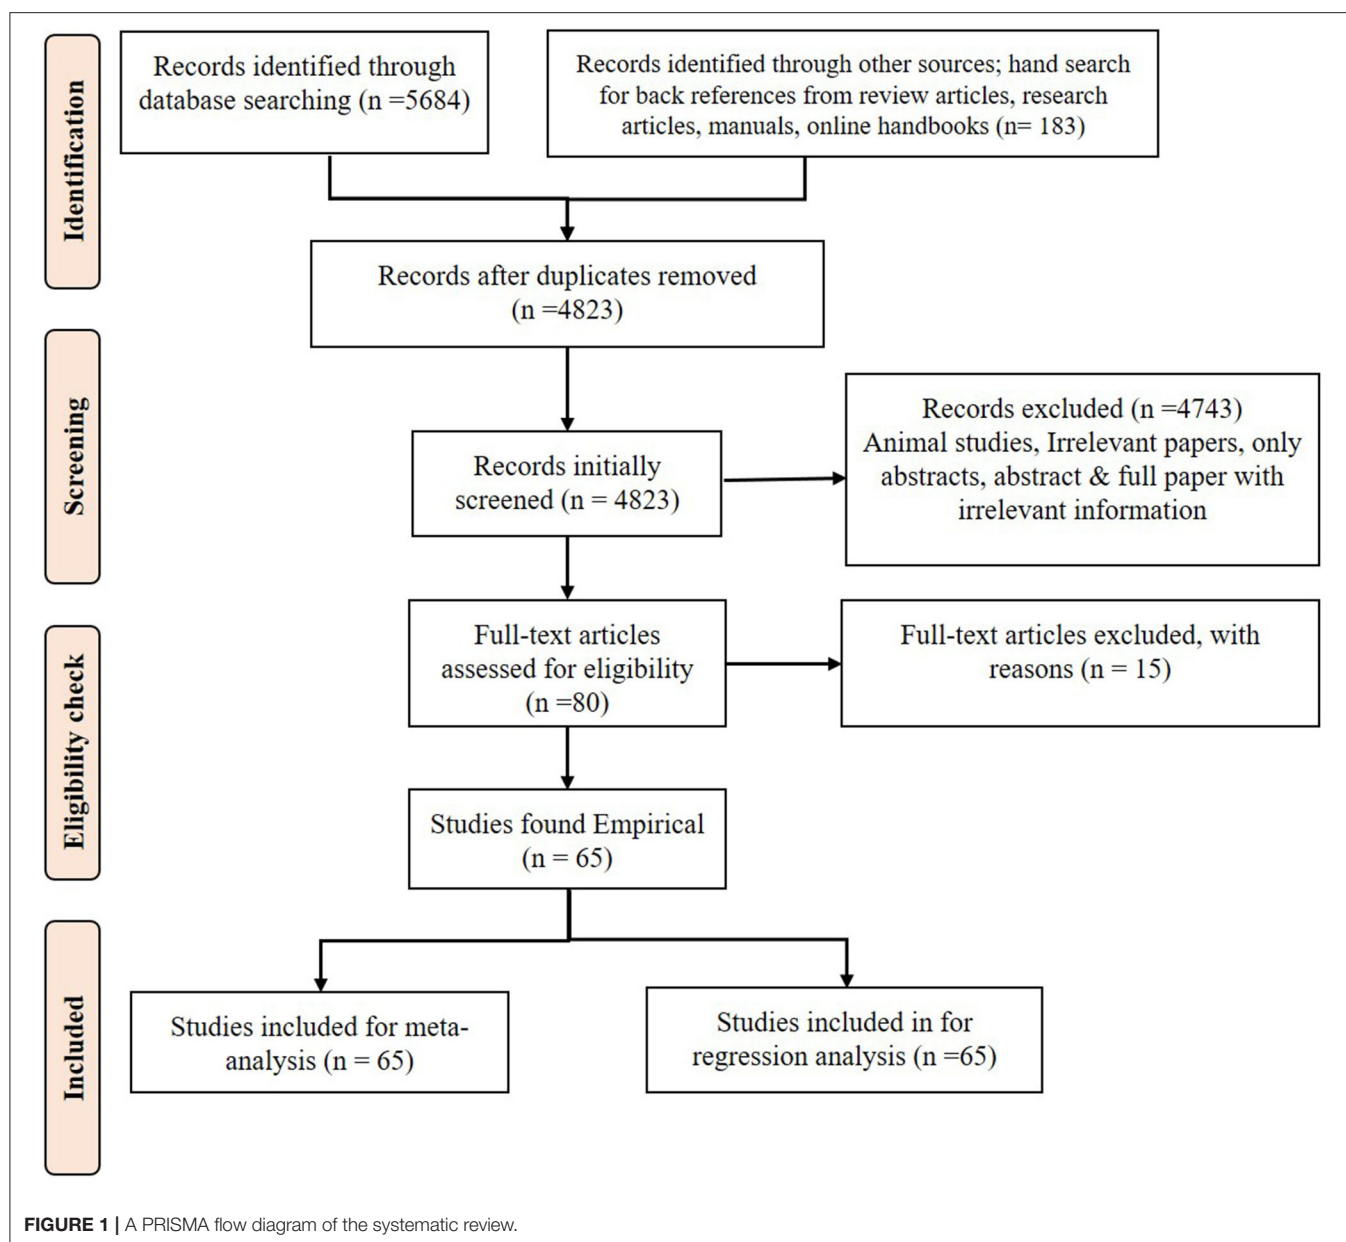 Identification
Records identified through
database searching (n =5684)
Records identified through other sources; hand search
for back references from review articles, research
articles, manuals, online handbooks (n= 183)
Records after duplicates removed
(n =4823)
Screening
Records initially
screened (n = 4823)
Records excluded (n =4743)
Animal studies, Irrelevant papers, only
abstracts, abstract & full paper with
irrelevant information
Eligibility check
Full-text articles
assessed for eligibility
(n =80)
Full-text articles excluded, with
reasons (n = 15)
Studies found Empirical
(n = 65)
Included
Studies included for meta-
analysis (n = 65)
Studies included in for
regression analysis (n =65)
FIGURE 1 | A PRISMA flow diagram of the systematic review.